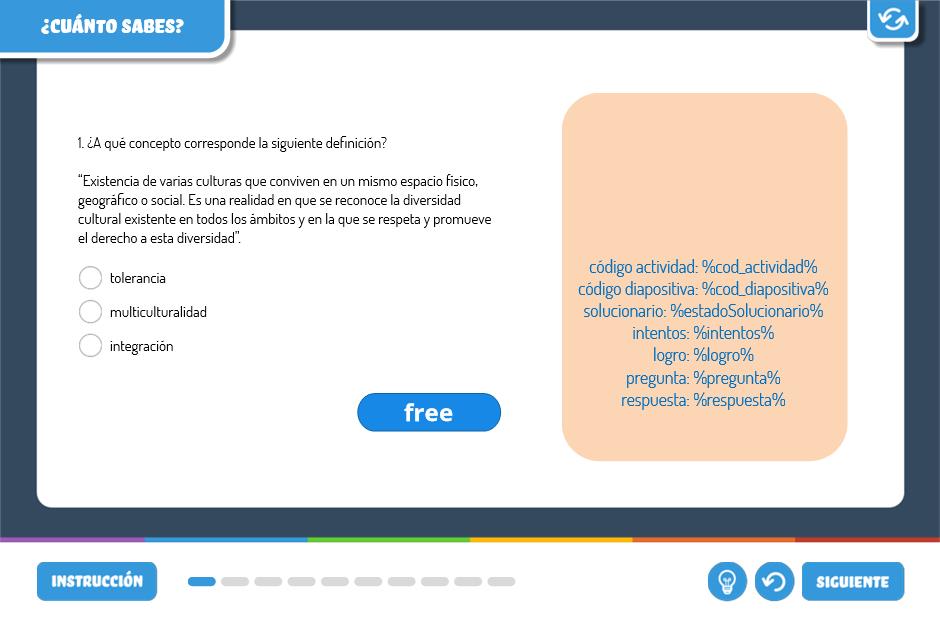 ¿CUÁNTO SABES?
1. ¿A qué concepto corresponde la siguiente definición?
“Existencia de varias culturas que conviven en un mismo espacio físico,
geográfico o social. Es una realidad en que se reconoce la diversidad
cultural existente en todos los ámbitos y en la que se respeta y promueve
el derecho a esta diversidad”.
tolerancia
multiculturalidad
integración
free
código actividad: %cod_actividad%
código diapositiva: %cod_diapositiva%
solucionario: %estadoSolucionario%
intentos: %intentos%
logro: %logro%
pregunta: %pregunta%
respuesta: %respuesta%
INSTRUCCIÓN
SIGUIENTE